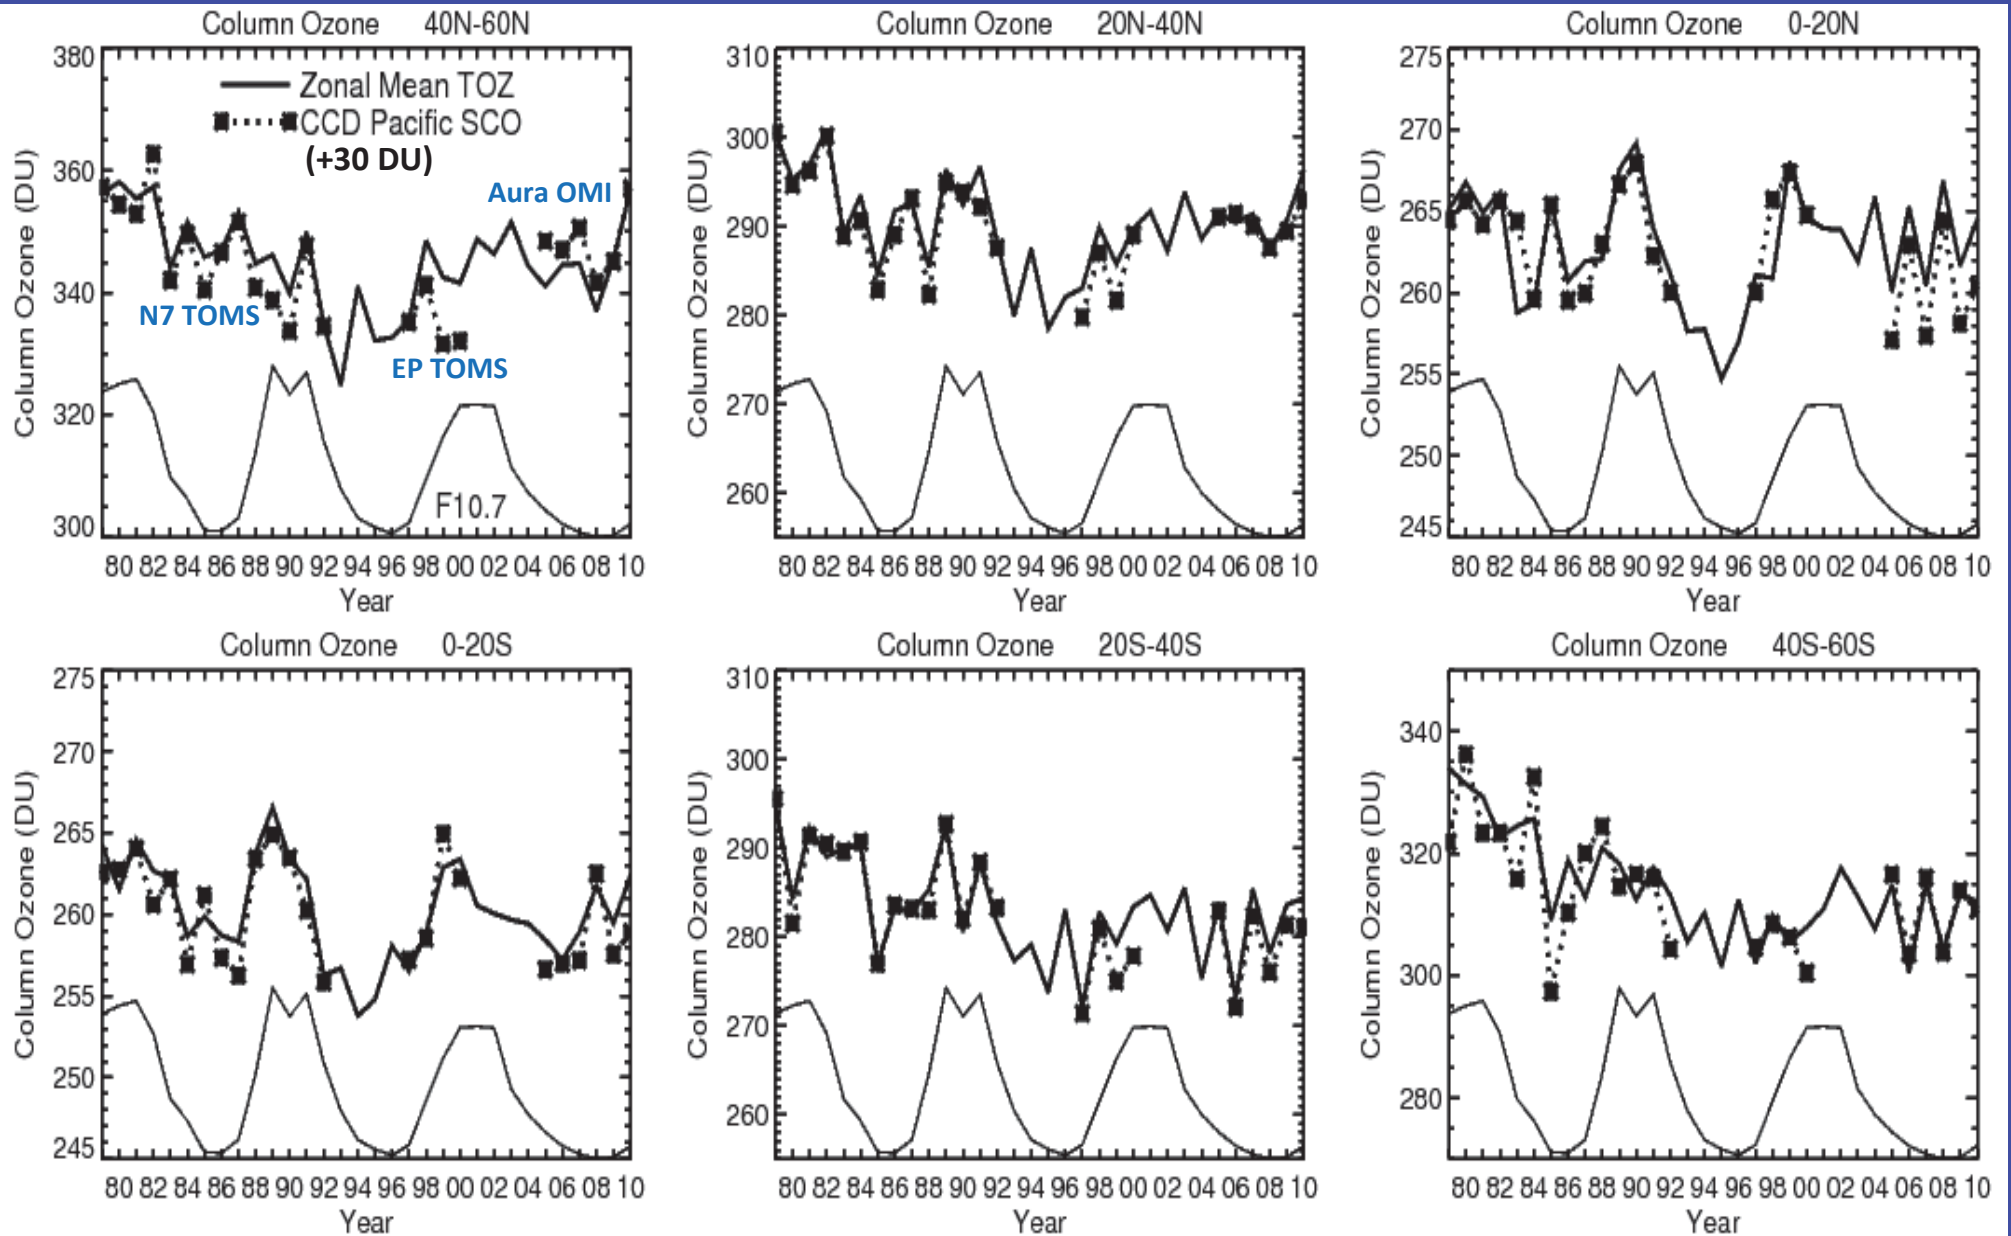 Column Ozone 40N-60N
Zonal Mean TOZ
CCD Pacific SCO
(+30 DU)
Aura OMI
N7 TOMS
EP TOMS
F10.7
Column Ozone (DU)
380
360
340
320
300
80 82 84 86 88 90 92 94 96 98 00 02 04 06 08 10
Year
Column Ozone 20N-40N
Column Ozone (DU)
310
300
290
280
270
260
80 82 84 86 88 90 92 94 96 98 00 02 04 06 08 10
Year
Column Ozone 0-20N
Column Ozone (DU)
275
270
265
260
255
250
245
80 82 84 86 88 90 92 94 96 98 00 02 04 06 08 10
Year
Column Ozone 0-20S
Column Ozone (DU)
275
270
265
260
255
250
245
80 82 84 86 88 90 92 94 96 98 00 02 04 06 08 10
Year
Column Ozone 20S-40S
Column Ozone (DU)
310
300
290
280
270
260
80 82 84 86 88 90 92 94 96 98 00 02 04 06 08 10
Year
Column Ozone 40S-60S
Column Ozone (DU)
340
320
300
280
80 82 84 86 88 90 92 94 96 98 00 02 04 06 08 10
Year